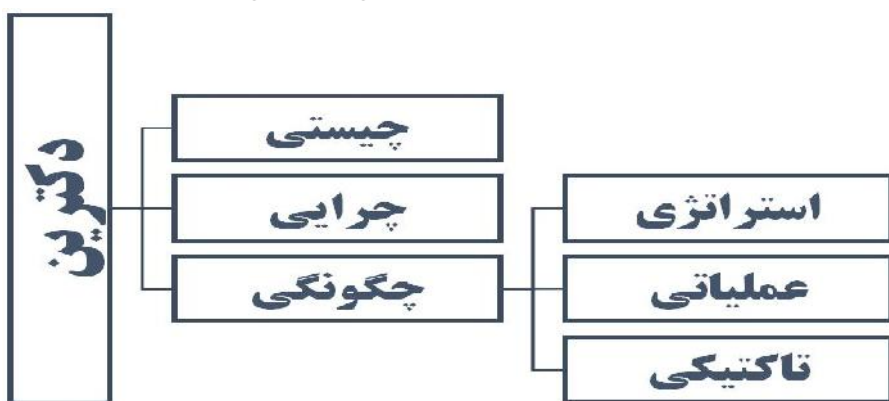 دکترین
چیستی
چرایی
چگونگی
استراتژی
عملیاتی
تاکتیکی